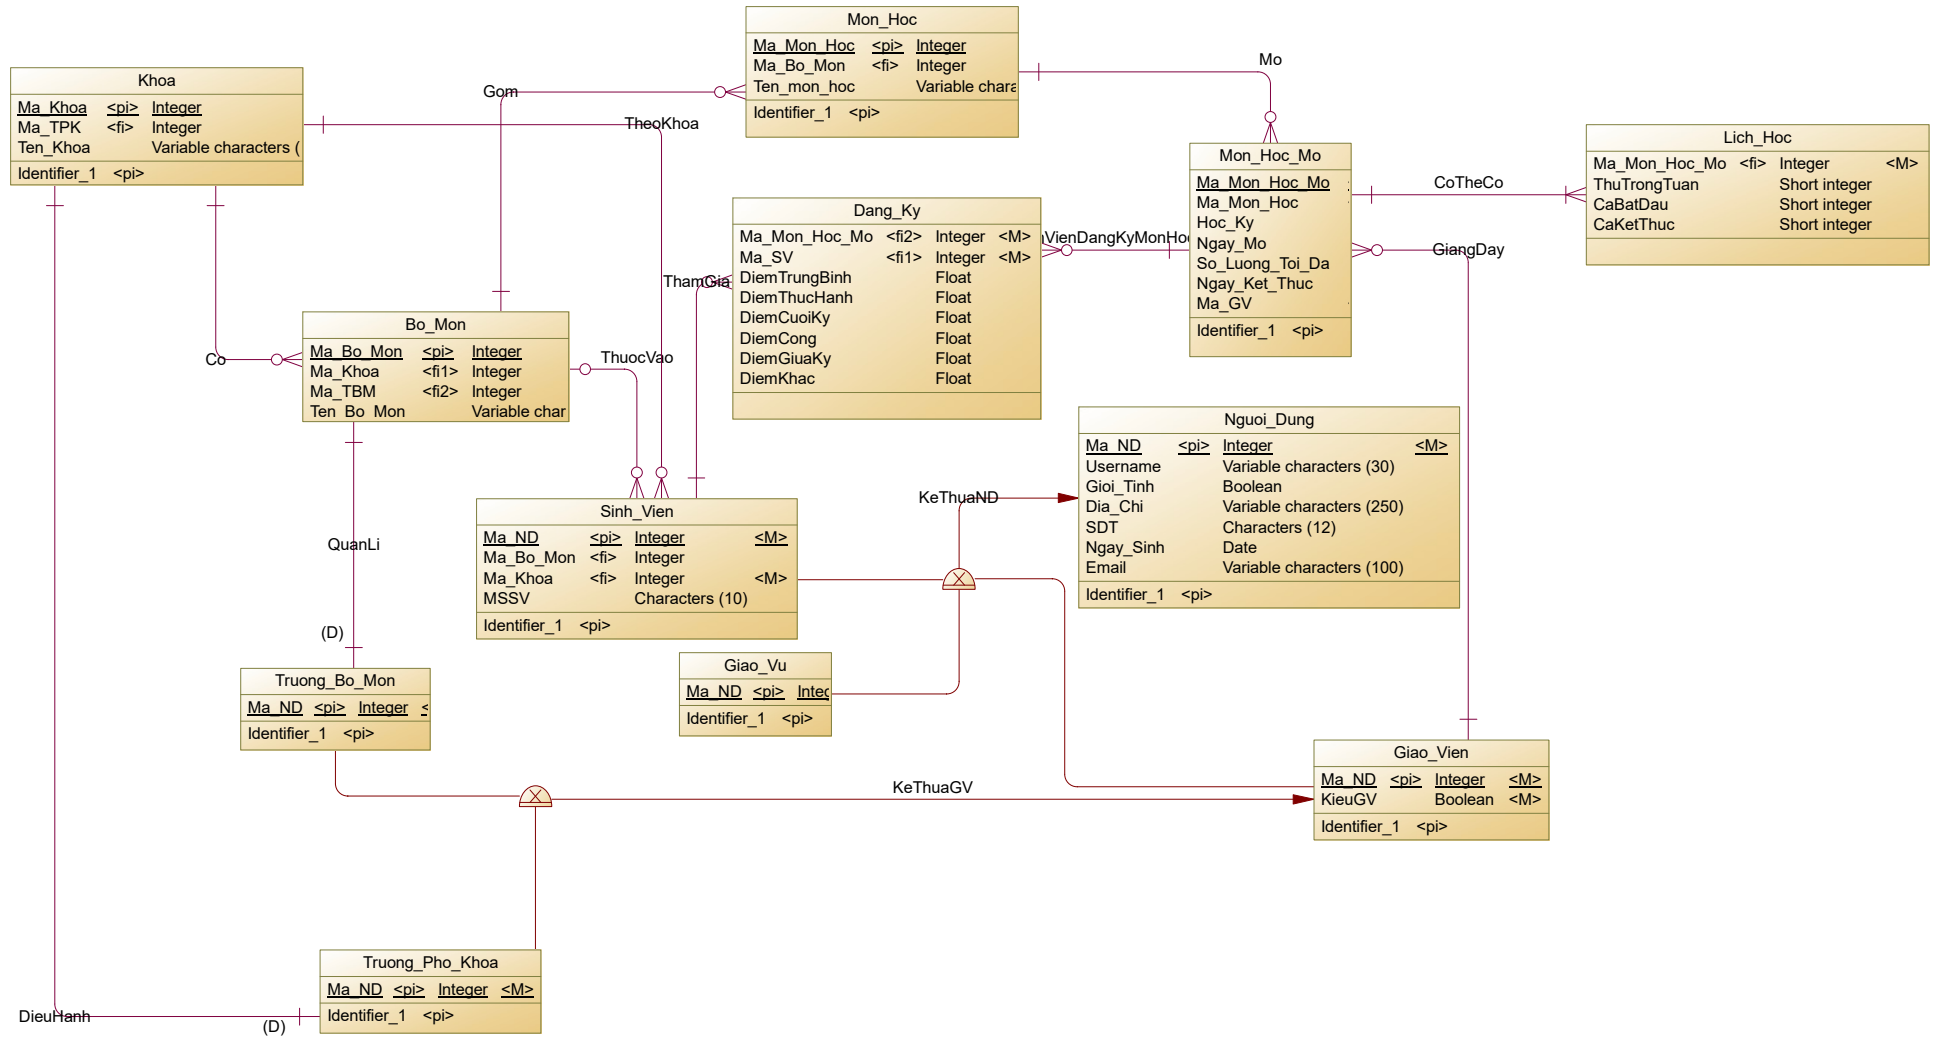 Mon_Hoc
Ma_Mon_Hoc <pi> Integer
Ma_Bo_Mon <fi> Integer
Ten_mon_hoc Variable chara
Identifier_1 <pi>
Mo
Khoa
Ma_Khoa <pi> Integer
Ma_TPK <fi> Integer
Ten_Khoa Variable characters (
Identifier_1 <pi>
Gom
TheoKhoa
Lich_Hoc
Ma_Mon_Hoc_Mo <fi> Integer <M>
ThuTrongTuan Short integer
CaBatDau Short integer
CaKetThuc Short integer
Mon_Hoc_Mo
Ma_Mon_Hoc_Mo
Ma_Mon_Hoc
Hoc_Ky
Ngay_Mo
So_Luong_Toi_Da
Ngay_Ket_Thuc
Ma_GV
Identifier_1 <pi>
CoTheCo
GiangDay
Dang_Ky
Ma_Mon_Hoc_Mo <fi2> Integer <M>
Ma_SV <fi1> Integer <M>
DiemTrungBinh Float
DiemThucHanh Float
DiemCuoiKy Float
DiemCong Float
DiemGiuaKy Float
DiemKhac Float
VienDangKyMonHoc
ThamGia
Bo_Mon
Ma_Bo_Mon <pi> Integer
Ma_Khoa <fi1> Integer
Ma_TBM <fi2> Integer
Ten_Bo_Mon Variable char
Co
ThuocVao
Nguoi_Dung
Ma_ND <pi> Integer <M>
Username Variable characters (30)
Gioi_Tinh Boolean
Dia_Chi Variable characters (250)
SDT Characters (12)
Ngay_Sinh Date
Email Variable characters (100)
Identifier_1 <pi>
KeThuaND
Sinh_Vien
Ma_ND <pi> Integer <M>
Ma_Bo_Mon <fi> Integer
Ma_Khoa <fi> Integer <M>
MSSV Characters (10)
Identifier_1 <pi>
QuanLi
(D)
Truong_Bo_Mon
Ma_ND <pi> Integer <
Identifier_1 <pi>
Giao_Vu
Ma_ND <pi> Integ
Identifier_1 <pi>
Giao_Vien
Ma_ND <pi> Integer <M>
KieuGV Boolean <M>
Identifier_1 <pi>
KeThuaGV
Truong_Pho_Khoa
Ma_ND <pi> Integer <M>
Identifier_1 <pi>
DieuHanh
(D)